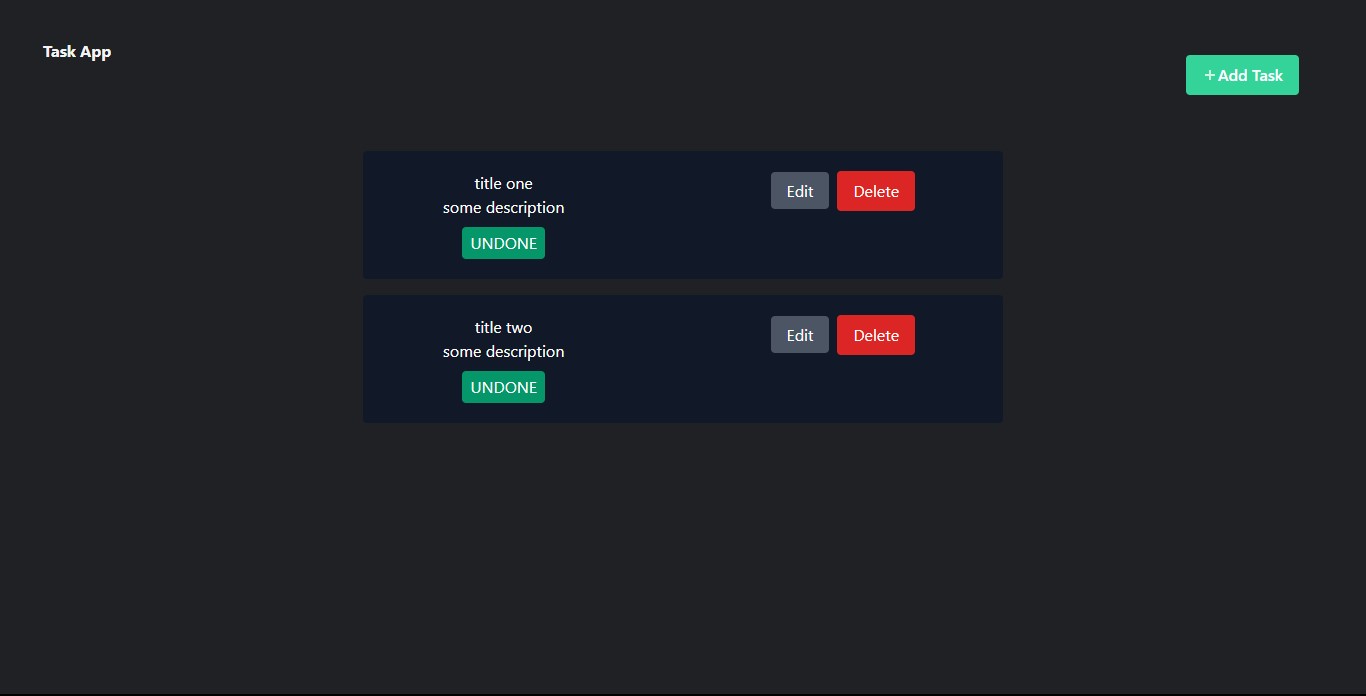 Task App
+ Add Task
title one
some description
UNDONE
Edit
Delete
title two
some description
UNDONE
Edit
Delete